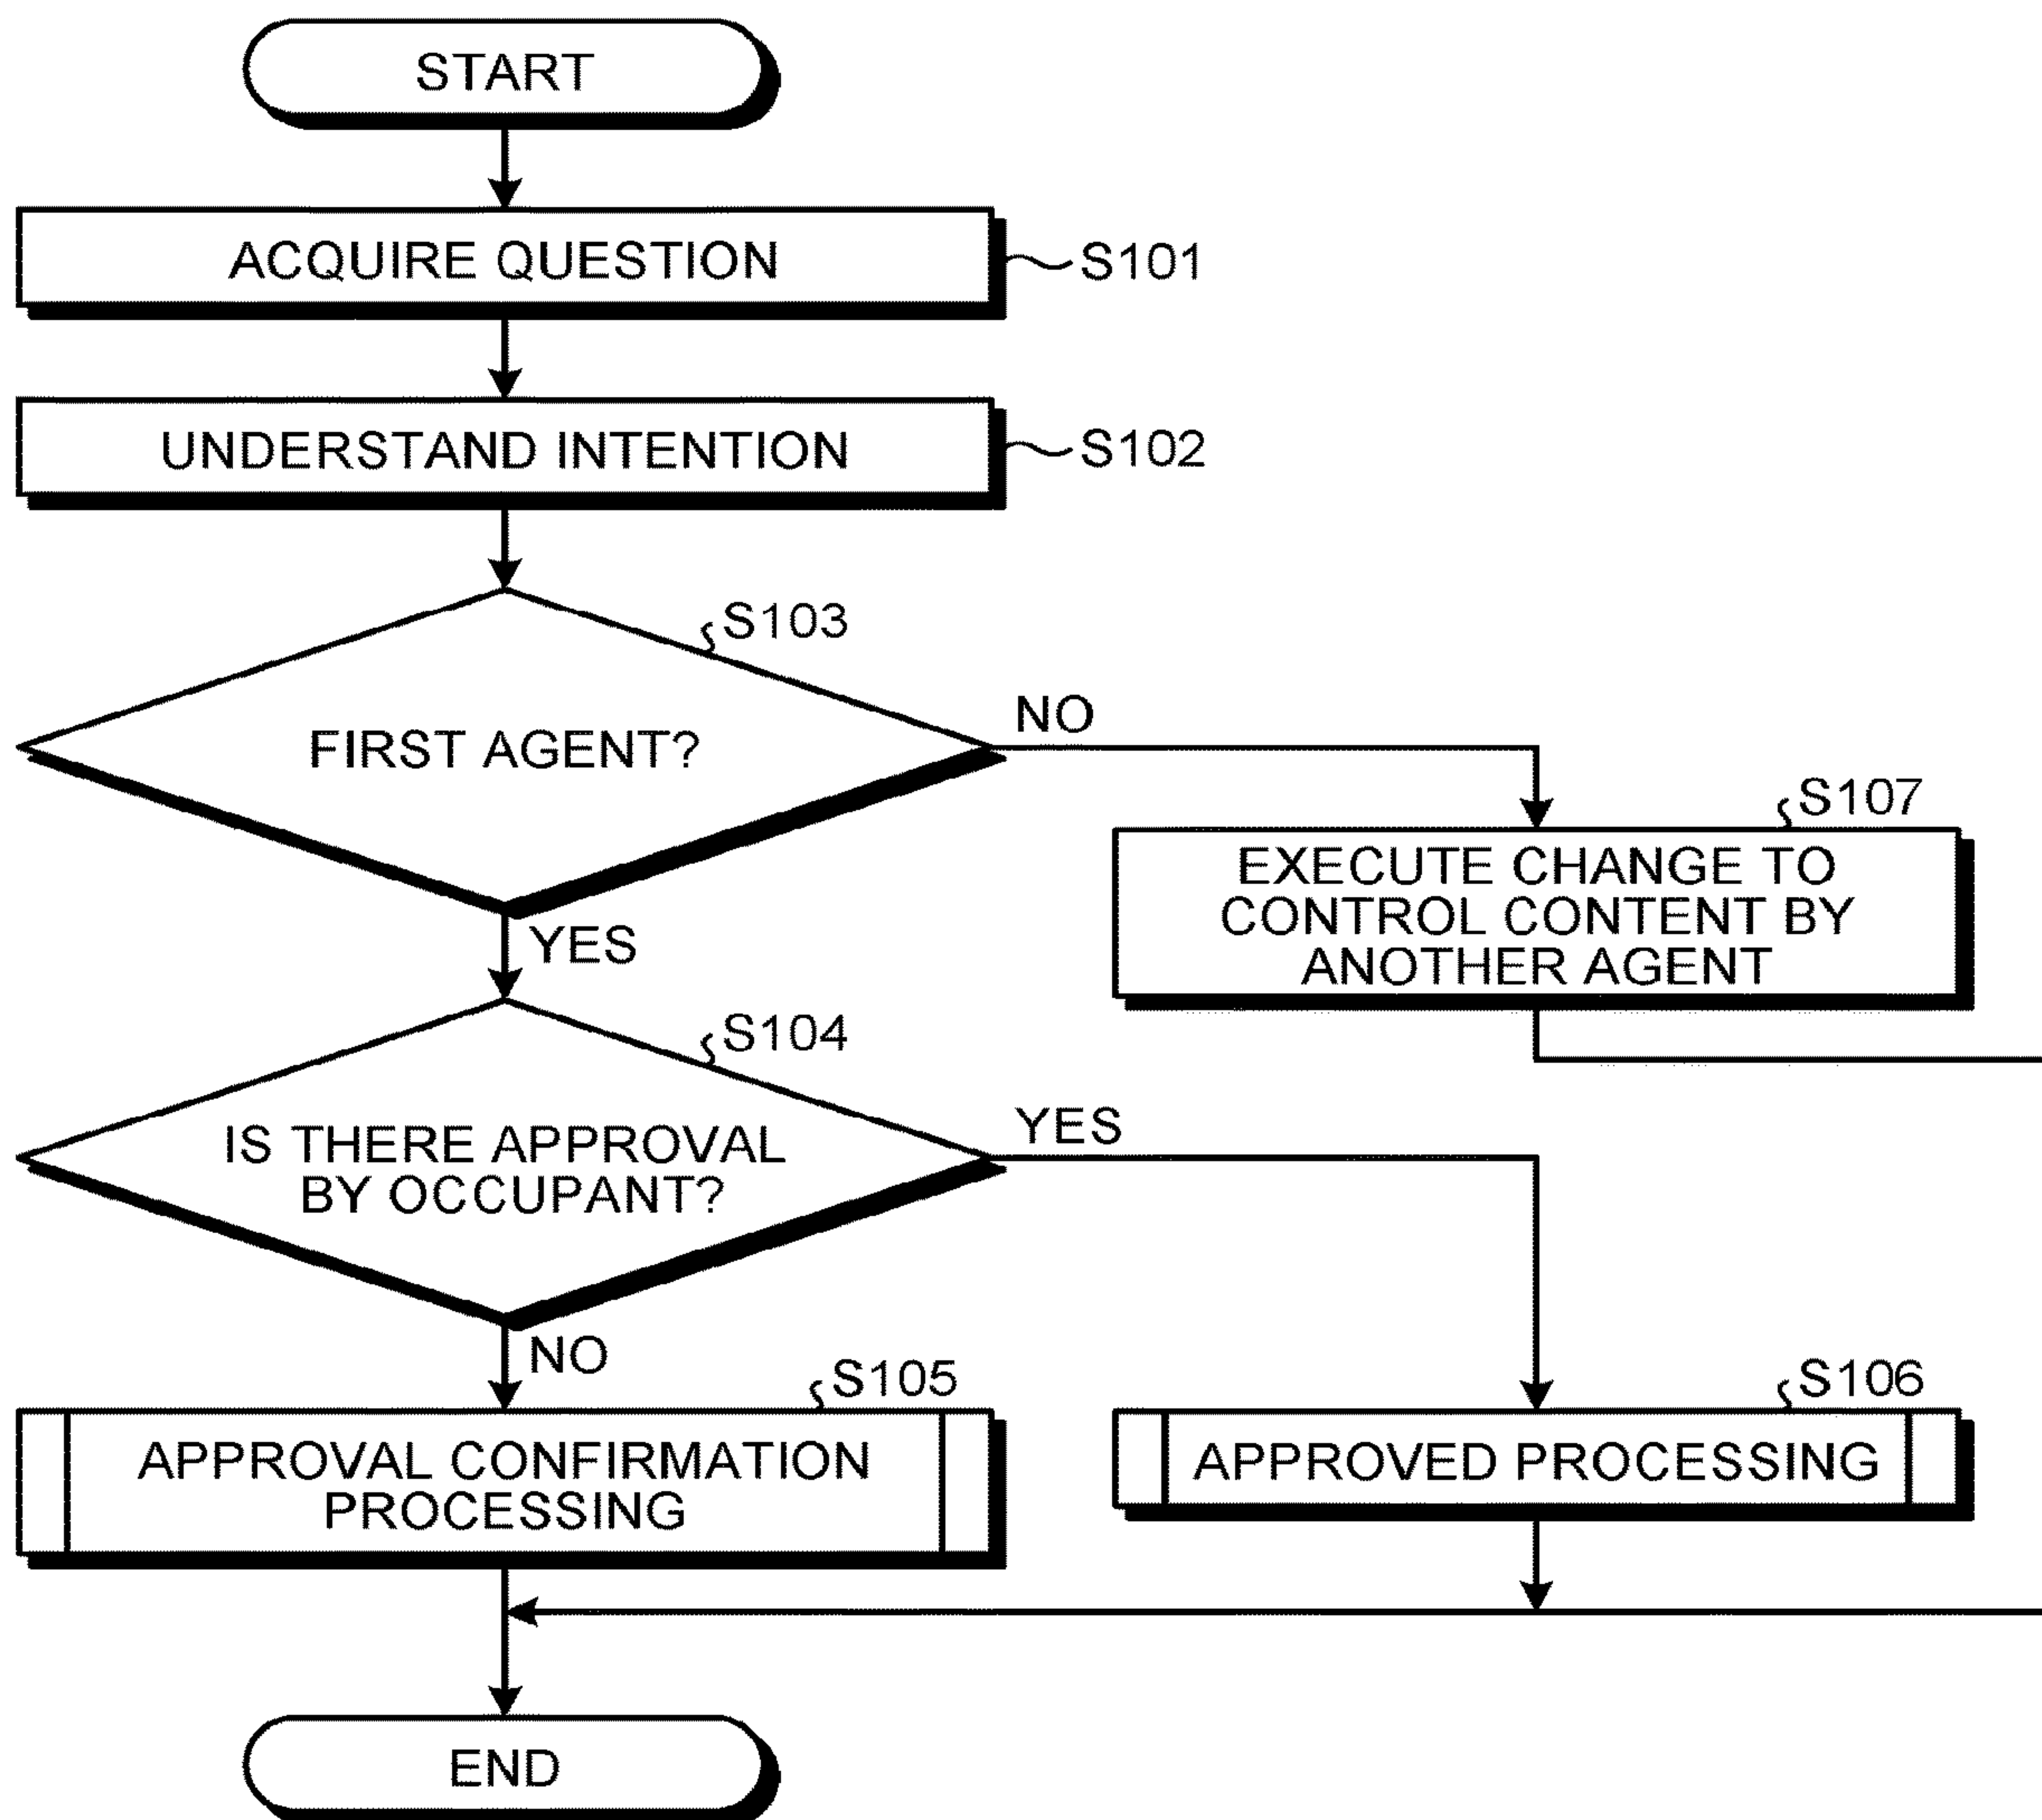 START
ACQUIRE QUESTION
S101
UNDERSTAND INTENTION
S102
S103
FIRST AGENT?
NO
YES
S107
EXECUTE CHANGE TO
CONTROL CONTENT BY
ANOTHER AGENT
S104
IS THERE APPROVAL
BY OCCUPANT?
YES
NO
S105
APPROVAL CONFIRMATION
PROCESSING
S106
APPROVED PROCESSING
END